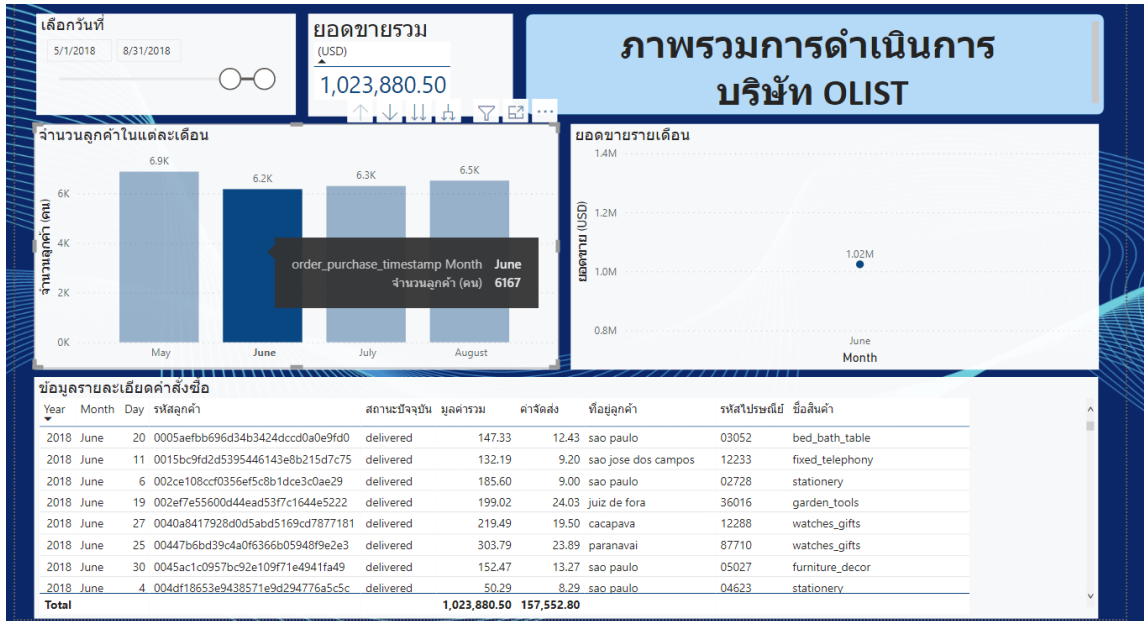 เลือกวันที่
5/1/2018 8/31/2018
ยอดขายรวม
(USD)
1,023,880.50
ภาพรวมการดำเนินการ
บริษัท OLIST
จำนวนลูกค้าในแต่ละเดือน
จำนวนลูกค้า (คน)
6K
4K
2K
0K
6.9K
6.2K
6.3K
6.5K
order_purchase_timestamp Month June
จำนวนลูกค้า (คน) 6167
May June July August
ยอดขายรายเดือน
ยอดขาย (USD)
1.4M
1.2M
1.0M
0.8M
1.02M
June
Month
ข้อมูลรายละเอียดคำสั่งซื้อ
Year Month Day รหัสลูกค้า สถานะปัจจุบัน มูลค่ารวม ค่าจัดส่ง ที่อยู่ลูกค้า รหัสไปรษณีย์ ชื่อสินค้า
2018 June 20 0005aefbb696d34b3424dccd0a0e9fd0 delivered 147.33 12.43 sao paulo 03052 bed_bath_table
2018 June 11 0015bc9fd2d5395446143e8b215d7c75 delivered 132.19 9.20 sao jose dos campos 12233 fixed_telephony
2018 June 6 002ce108ccf0356ef5c8b1dce3c0ae29 delivered 185.60 9.00 sao paulo 02728 stationery
2018 June 19 002ef7e55600d44ead53f7c1644e5222 delivered 199.02 24.03 juiz de fora 36016 garden_tools
2018 June 27 0040a8417928d0d5abd5169cd7877181 delivered 219.49 19.50 cacapava 12288 watches_gifts
2018 June 25 00447b6bd39c4a0f6366b05948f9e2e3 delivered 303.79 23.89 paranavai 87710 watches_gifts
2018 June 30 0045ac1c0957bc92e109f71e4941fa49 delivered 152.47 13.27 sao paulo 05027 furniture_decor
2018 June 4 004df18653e9438571e9d294776a5c5c delivered 50.29 8.29 sao paulo 04623 stationery
Total 1,023,880.50 157,552.80